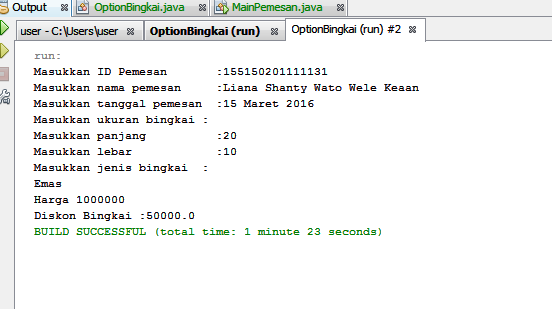 Output OptionBingkai.java MainPemesan.java
user - C:\Users\user OptionBingkai (run) OptionBingkai (run) #2
run:
Masukkan ID Pemesan :155150201111131
Masukkan nama pemesan :Liana Shanty Wato Wele Keaan
Masukkan tanggal pemesan :15 Maret 2016
Masukkan ukuran bingkai :
Masukkan panjang :20
Masukkan lebar :10
Masukkan jenis bingkai :
Emas
Harga 1000000
Diskon Bingkai :50000.0
BUILD SUCCESSFUL (total time: 1 minute 23 seconds)